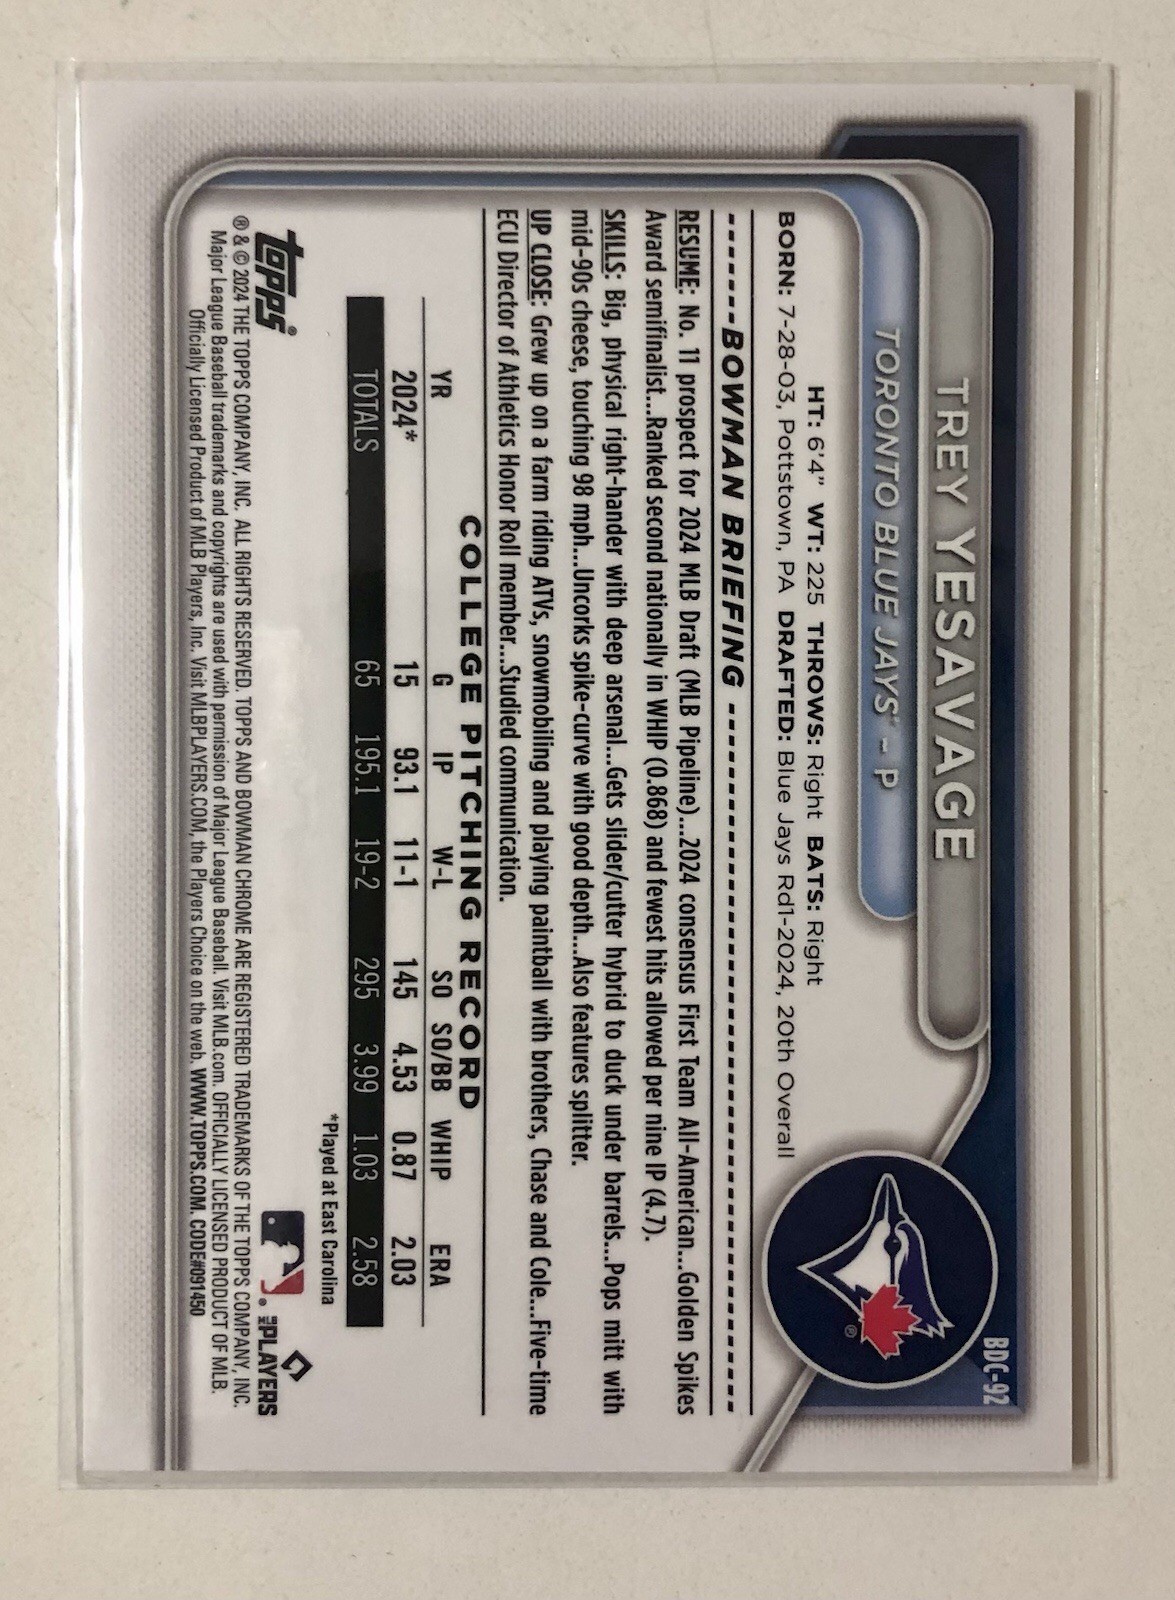 BDC-92
TREY YESAVAGE
TORONTO BLUE JAYS® – P
HT: 6'4" WT: 225 THROWS: Right BATS: Right
BORN: 7-28-03, Pottstown, PA DRAFTED: Blue Jays Rd1-2024, 20th Overall
BOWMAN BRIEFING
RESUME: No. 11 prospect for 2024 MLB Draft (MLB Pipeline)...2024 consensus First Team All-American...Golden Spikes
Award semifinalist...Ranked second nationally in WHIP (0.868) and fewest hits allowed per nine IP (4.7).
SKILLS: Big, physical right-hander with deep arsenal...Gets slider/cutter hybrid to duck under barrels...Pops mitt with
mid-90s cheese, touching 98 mph...Uncorks spike-curve with good depth...Also features splitter.
UP CLOSE: Grew up on a farm riding ATVs, snowmobiling and playing paintball with brothers, Chase and Cole...Five-time
ECU Director of Athletics Honor Roll member...Studied communication.
COLLEGE PITCHING RECORD
YR G IP W-L SO SO/BB WHIP ERA
2024* 15 93.1 11-1 145 4.53 0.87 2.03
TOTALS 65 195.1 19-2 295 3.99 1.03 2.58
*Played at East Carolina
topps®
THE PLAYERS
® & © 2024 THE TOPPS COMPANY, INC. ALL RIGHTS RESERVED. TOPPS AND BOWMAN CHROME ARE REGISTERED TRADEMARKS OF THE TOPPS COMPANY, INC.
Major League Baseball trademarks and copyrights are used with permission of Major League Baseball. Visit MLB.com. OFFICIALLY LICENSED PRODUCT OF MLB.
Officially Licensed Product of MLB Players, Inc. Visit MLBPLAYERS.COM, the Players Choice on the web. WWW.TOPPS.COM. CODE#091450